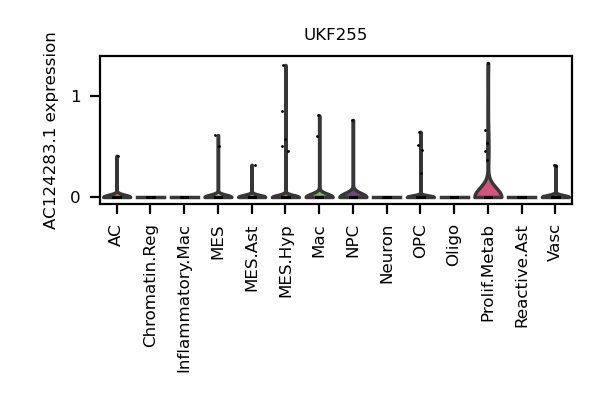 UKF255
AC124283.1 expression
1
0
AC
Chromatin.Reg
Inflammatory.Mac
MES
MES.Ast
MES.Hyp
Mac
NPC
Neuron
OPC
Oligo
Prolif.Metab
Reactive.Ast
Vasc